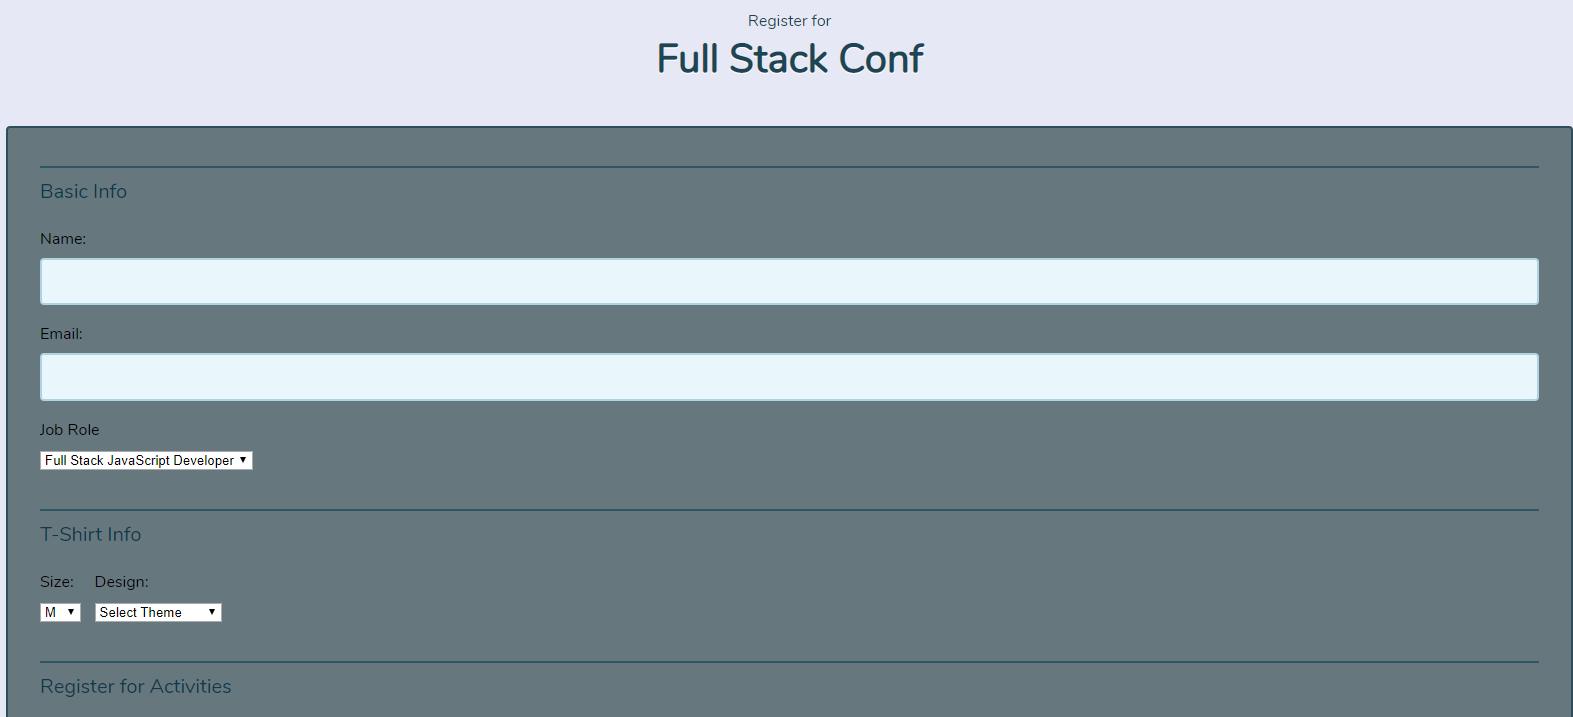 Register for
Full Stack Conf
Basic Info
Name:
Email:
Job Role
Full Stack JavaScript Developer
T-Shirt Info
Size: Design:
M Select Theme
Register for Activities